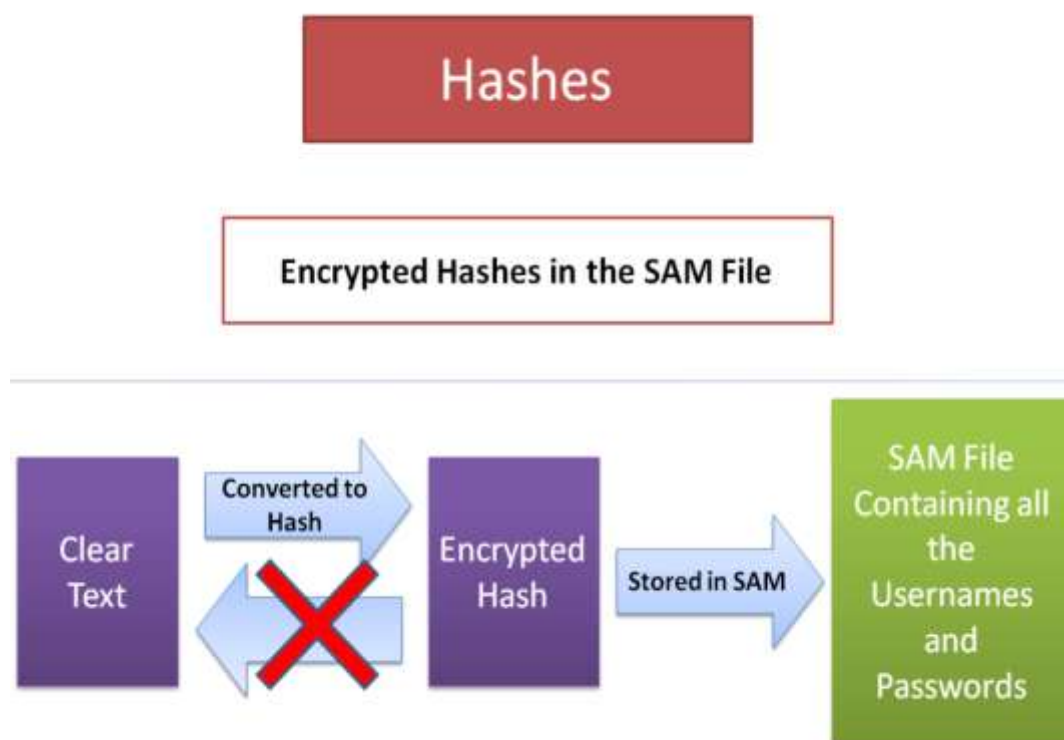 Hashes
Encrypted Hashes in the SAM File
Clear
Text
Converted to
Hash
Encrypted
Hash
Stored in SAM
SAM File
Containing all
the
Usernames
and
Passwords